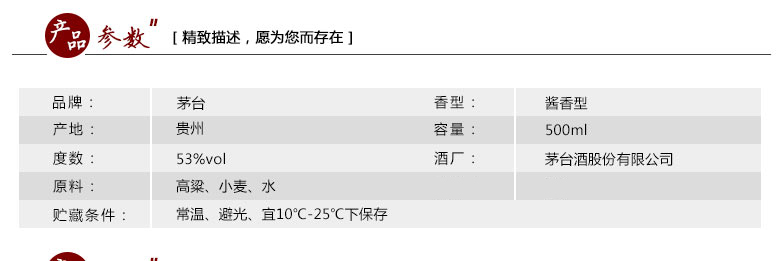 产品 参数" [ 精致描述，愿为您而存在 ]
品牌： 茅台 香型： 酱香型
产地： 贵州 容量： 500ml
度数： 53%vol 酒厂： 茅台酒股份有限公司
原料： 高粱、小麦、水
贮藏条件： 常温、避光、宜10℃-25℃下保存